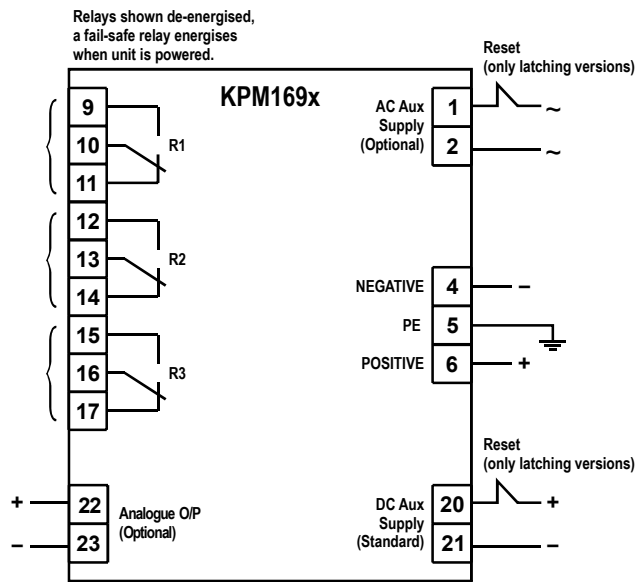 Relays shown de-energised,
a fail-safe relay energises
when unit is powered.
KPM169x
9
10
11
R1
12
13
14
R2
15
16
17
R3
+ 22
- 23
Analogue O/P
(Optional)
Reset
(only latching versions)
AC Aux
Supply
(Optional)
1 ~
2 ~
NEGATIVE 4 –
PE 5
POSITIVE 6 +
Reset
(only latching versions)
DC Aux
Supply
(Standard)
20 +
21 –